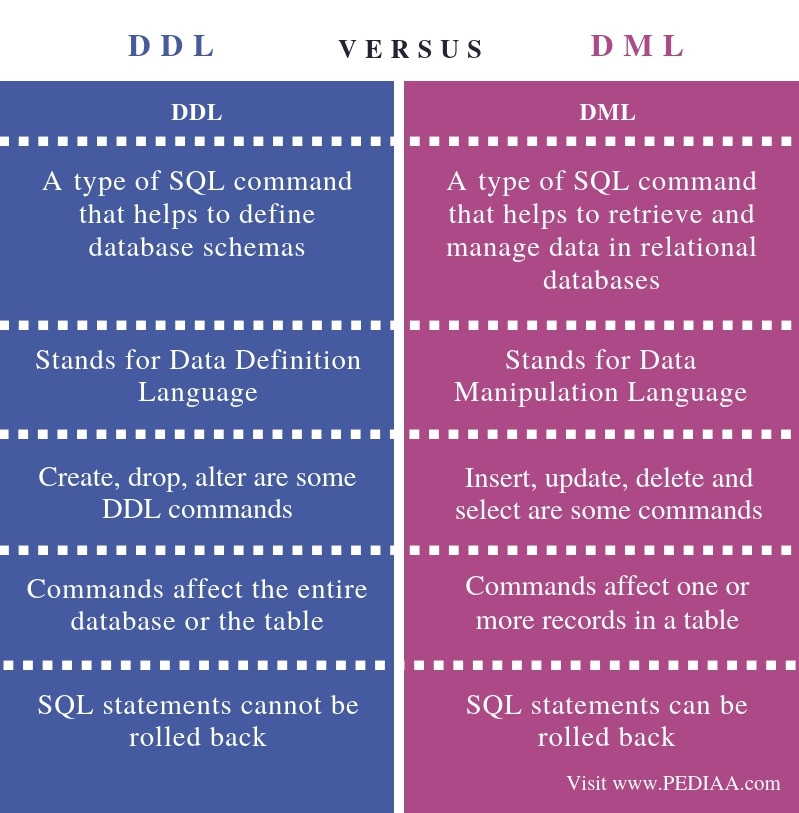 DDL VERSUS DML
DDL
A type of SQL command
that helps to define
database schemas
Stands for Data Definition
Language
Create, drop, alter are some
DDL commands
Commands affect the entire
database or the table
SQL statements cannot be
rolled back
DML
A type of SQL command
that helps to retrieve and
manage data in relational
databases
Stands for Data
Manipulation Language
Insert, update, delete and
select are some commands
Commands affect one or
more records in a table
SQL statements can be
rolled back
Visit www.PEDIAA.com